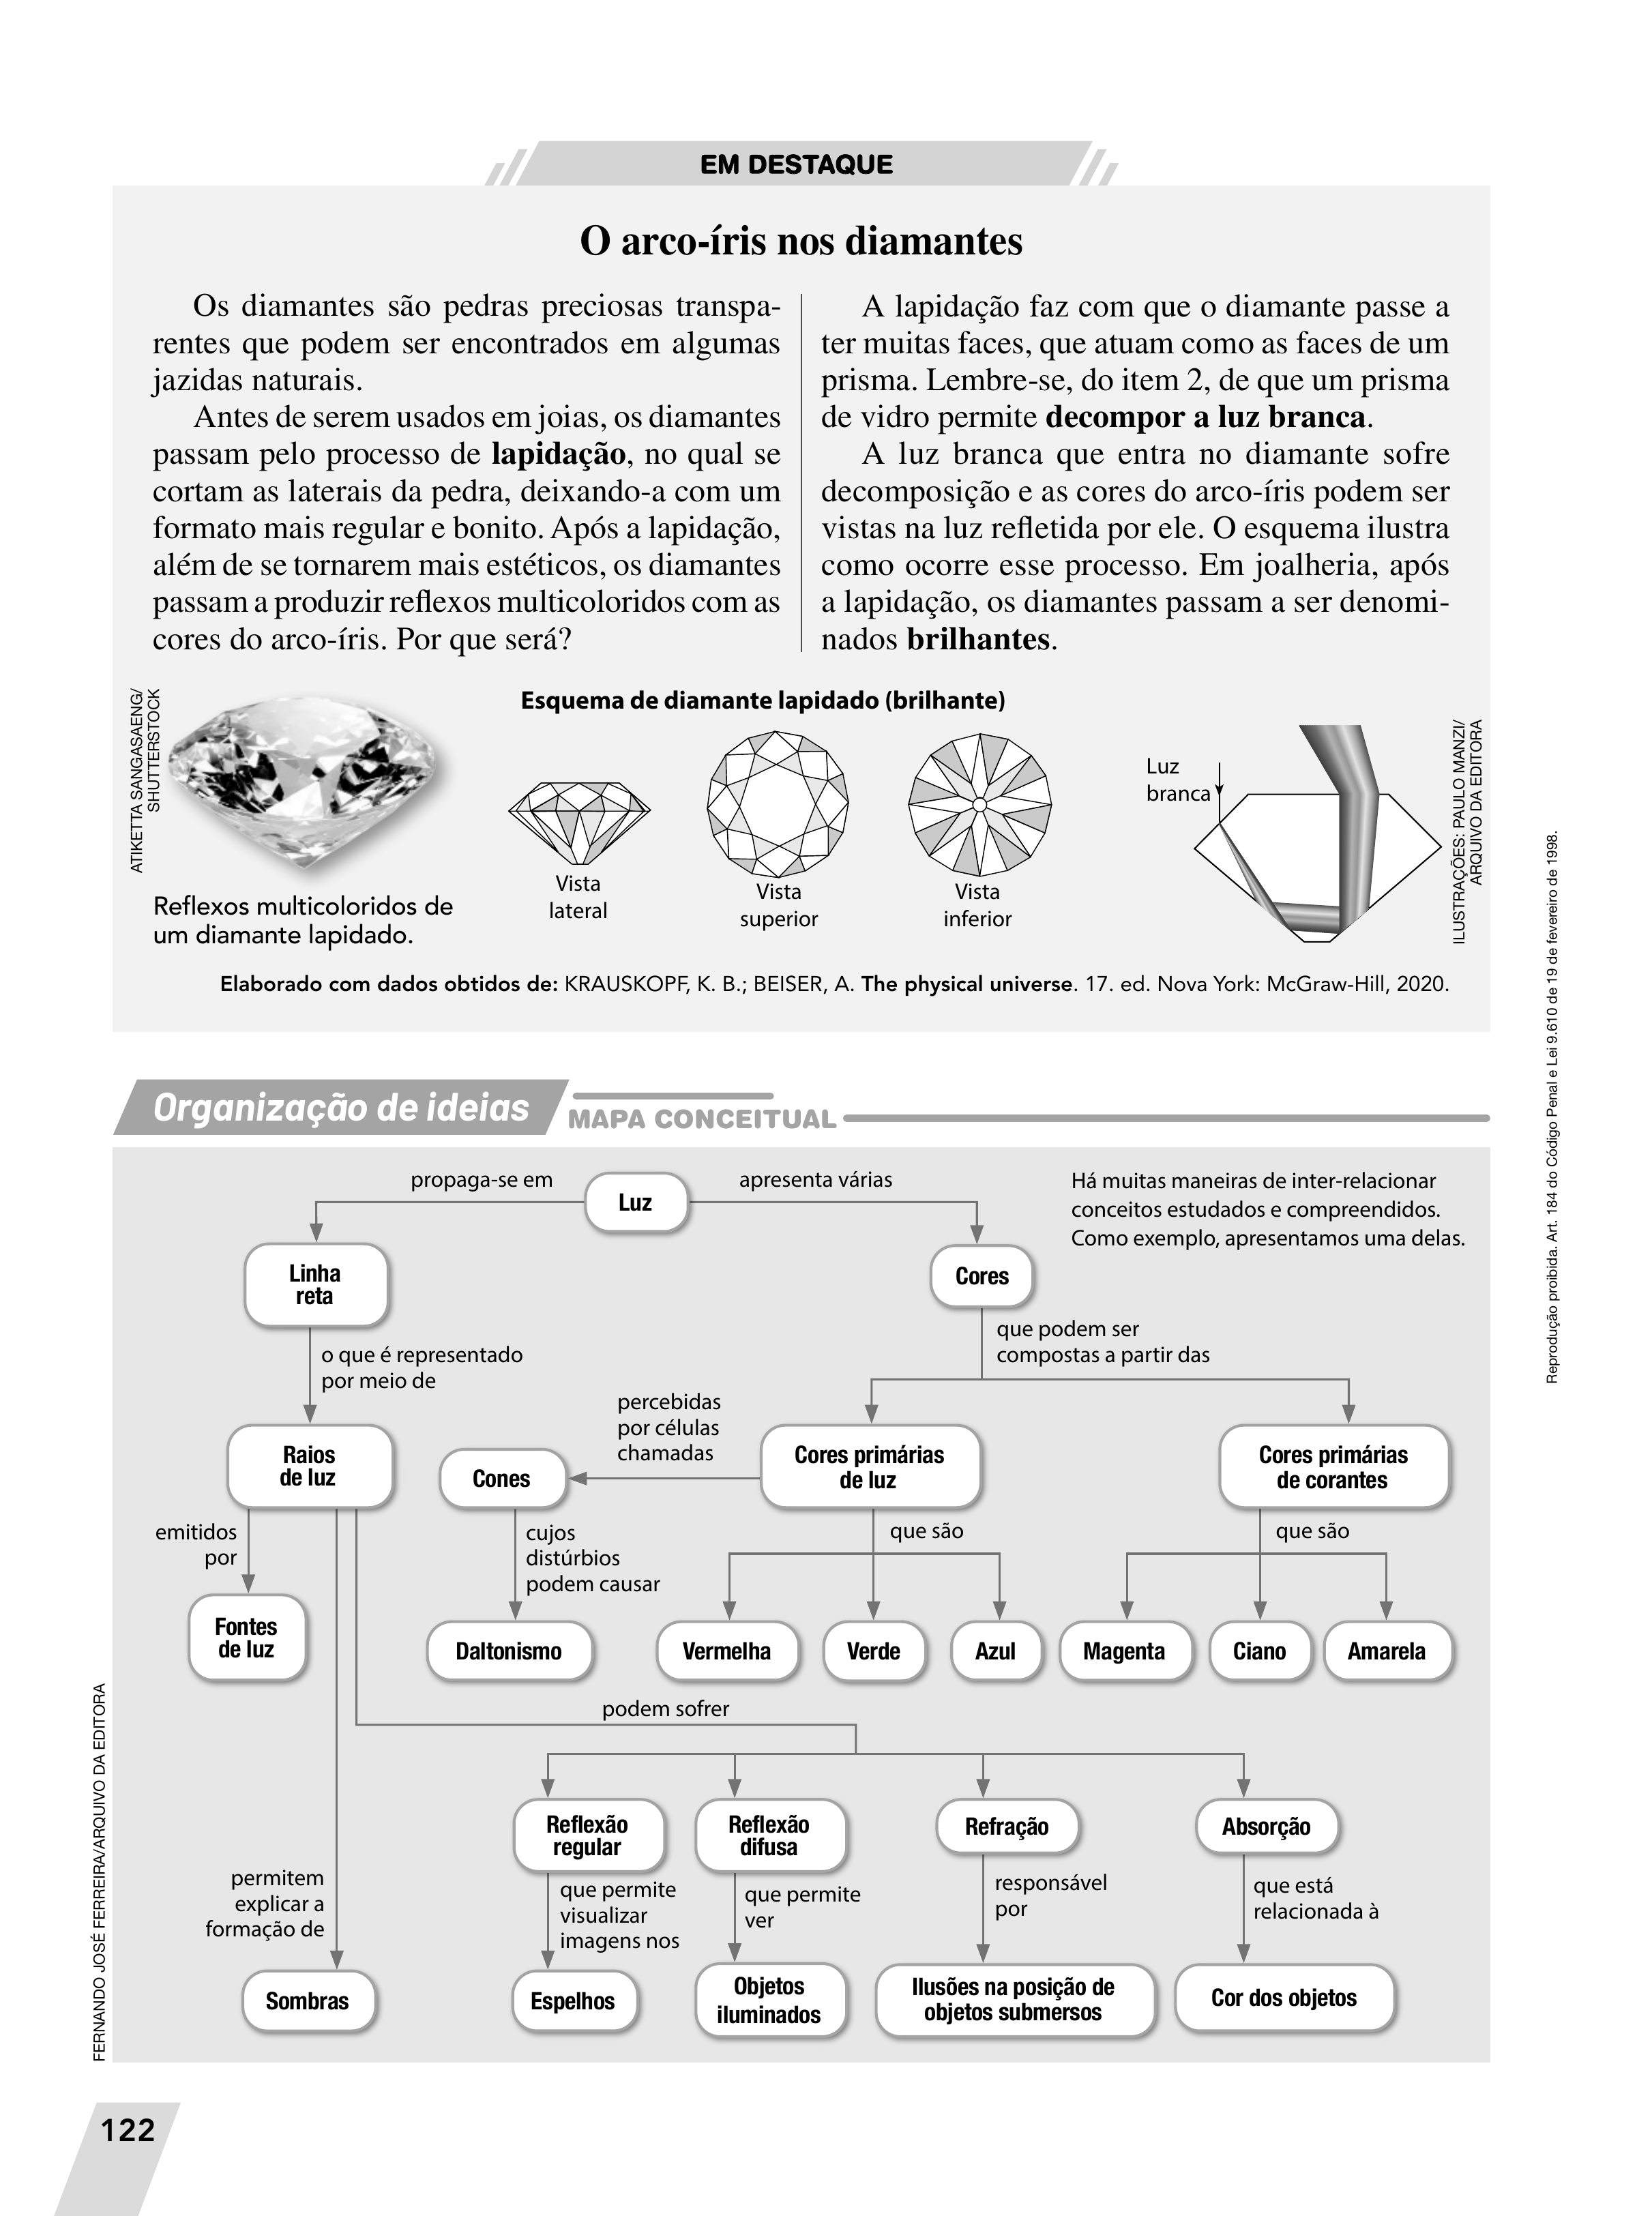 EM DESTAQUE
O arco-íris nos diamantes
Os diamantes são pedras preciosas transpa-
rentes que podem ser encontrados em algumas
jazidas naturais.
Antes de serem usados em joias, os diamantes
passam pelo processo de lapidação, no qual se
cortam as laterais da pedra, deixando-a com um
formato mais regular e bonito. Após a lapidação,
além de se tornarem mais estéticos, os diamantes
passam a produzir reflexos multicoloridos com as
cores do arco-íris. Por que será?
A lapidação faz com que o diamante passe a
ter muitas faces, que atuam como as faces de um
prisma. Lembre-se, do item 2, de que um prisma
de vidro permite decompor a luz branca.
A luz branca que entra no diamante sofre
decomposição e as cores do arco-íris podem ser
vistas na luz refletida por ele. O esquema ilustra
como ocorre esse processo. Em joalheria, após
a lapidação, os diamantes passam a ser denomi-
nados brilhantes.
ATIKETTA SANGASAENG/
SHUTTERSTOCK
Reflexos multicoloridos de
um diamante lapidado.
Esquema de diamante lapidado (brilhante)
Vista
lateral
Vista
superior
Vista
inferior
Luz
branca
ILUSTRAÇÕES: PAULO MANZI/
ARQUIVO DA EDITORA
Elaborado com dados obtidos de: KRAUSKOPF, K. B.; BEISER, A. The physical universe. 17. ed. Nova York: McGraw-Hill, 2020.
Reprodução proibida. Art. 184 do Código Penal e Lei 9.610 de 19 de fevereiro de 1998.
Organização de ideias
MAPA CONCEITUAL
Há muitas maneiras de inter-relacionar
conceitos estudados e compreendidos.
Como exemplo, apresentamos uma delas.
propaga-se em
Luz
apresenta várias
Linha
reta
Cores
o que é representado
por meio de
que podem ser
compostas a partir das
Raios
de luz
Cones
percebidas
por células
chamadas
Cores primárias
de luz
Cores primárias
de corantes
emitidos
por
cujos
distúrbios
podem causar
que são
que são
Fontes
de luz
Daltonismo
Vermelha
Verde
Azul
Magenta
Ciano
Amarela
podem sofrer
Reflexão
regular
Reflexão
difusa
Refração
Absorção
permitem
explicar a
formação de
que permite
visualizar
imagens nos
que permite
ver
responsável
por
que está
relacionada à
Sombras
Espelhos
Objetos
iluminados
Ilusões na posição de
objetos submersos
Cor dos objetos
FERNANDO JOSÉ FERREIRA/ARQUIVO DA EDITORA
122